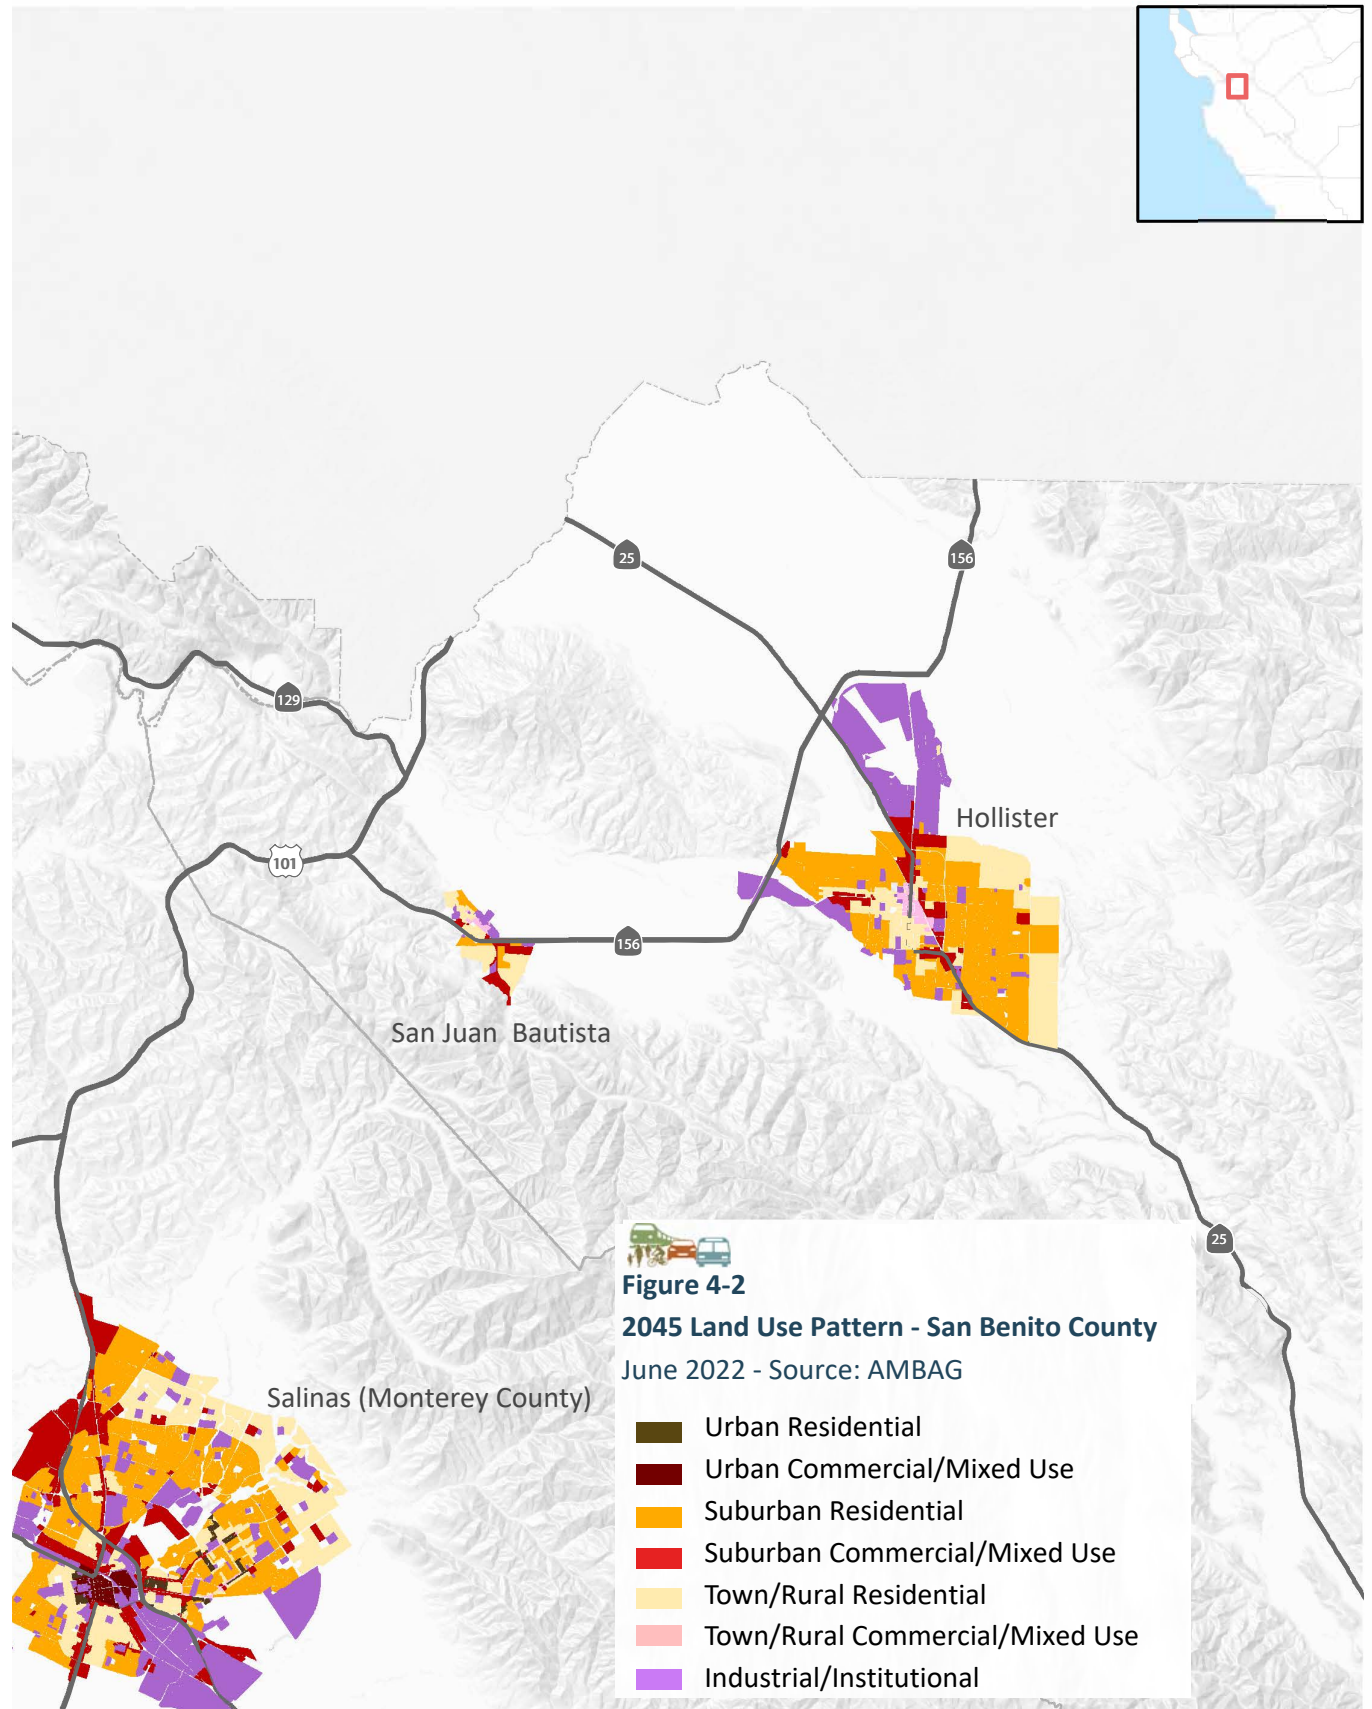 25
156
129
Hollister
101
156
San Juan Bautista
25
Figure 4-2
2045 Land Use Pattern - San Benito County
June 2022 - Source: AMBAG
Salinas (Monterey County)
Urban Residential
Urban Commercial/Mixed Use
Suburban Residential
Suburban Commercial/Mixed Use
Town/Rural Residential
Town/Rural Commercial/Mixed Use
Industrial/Institutional